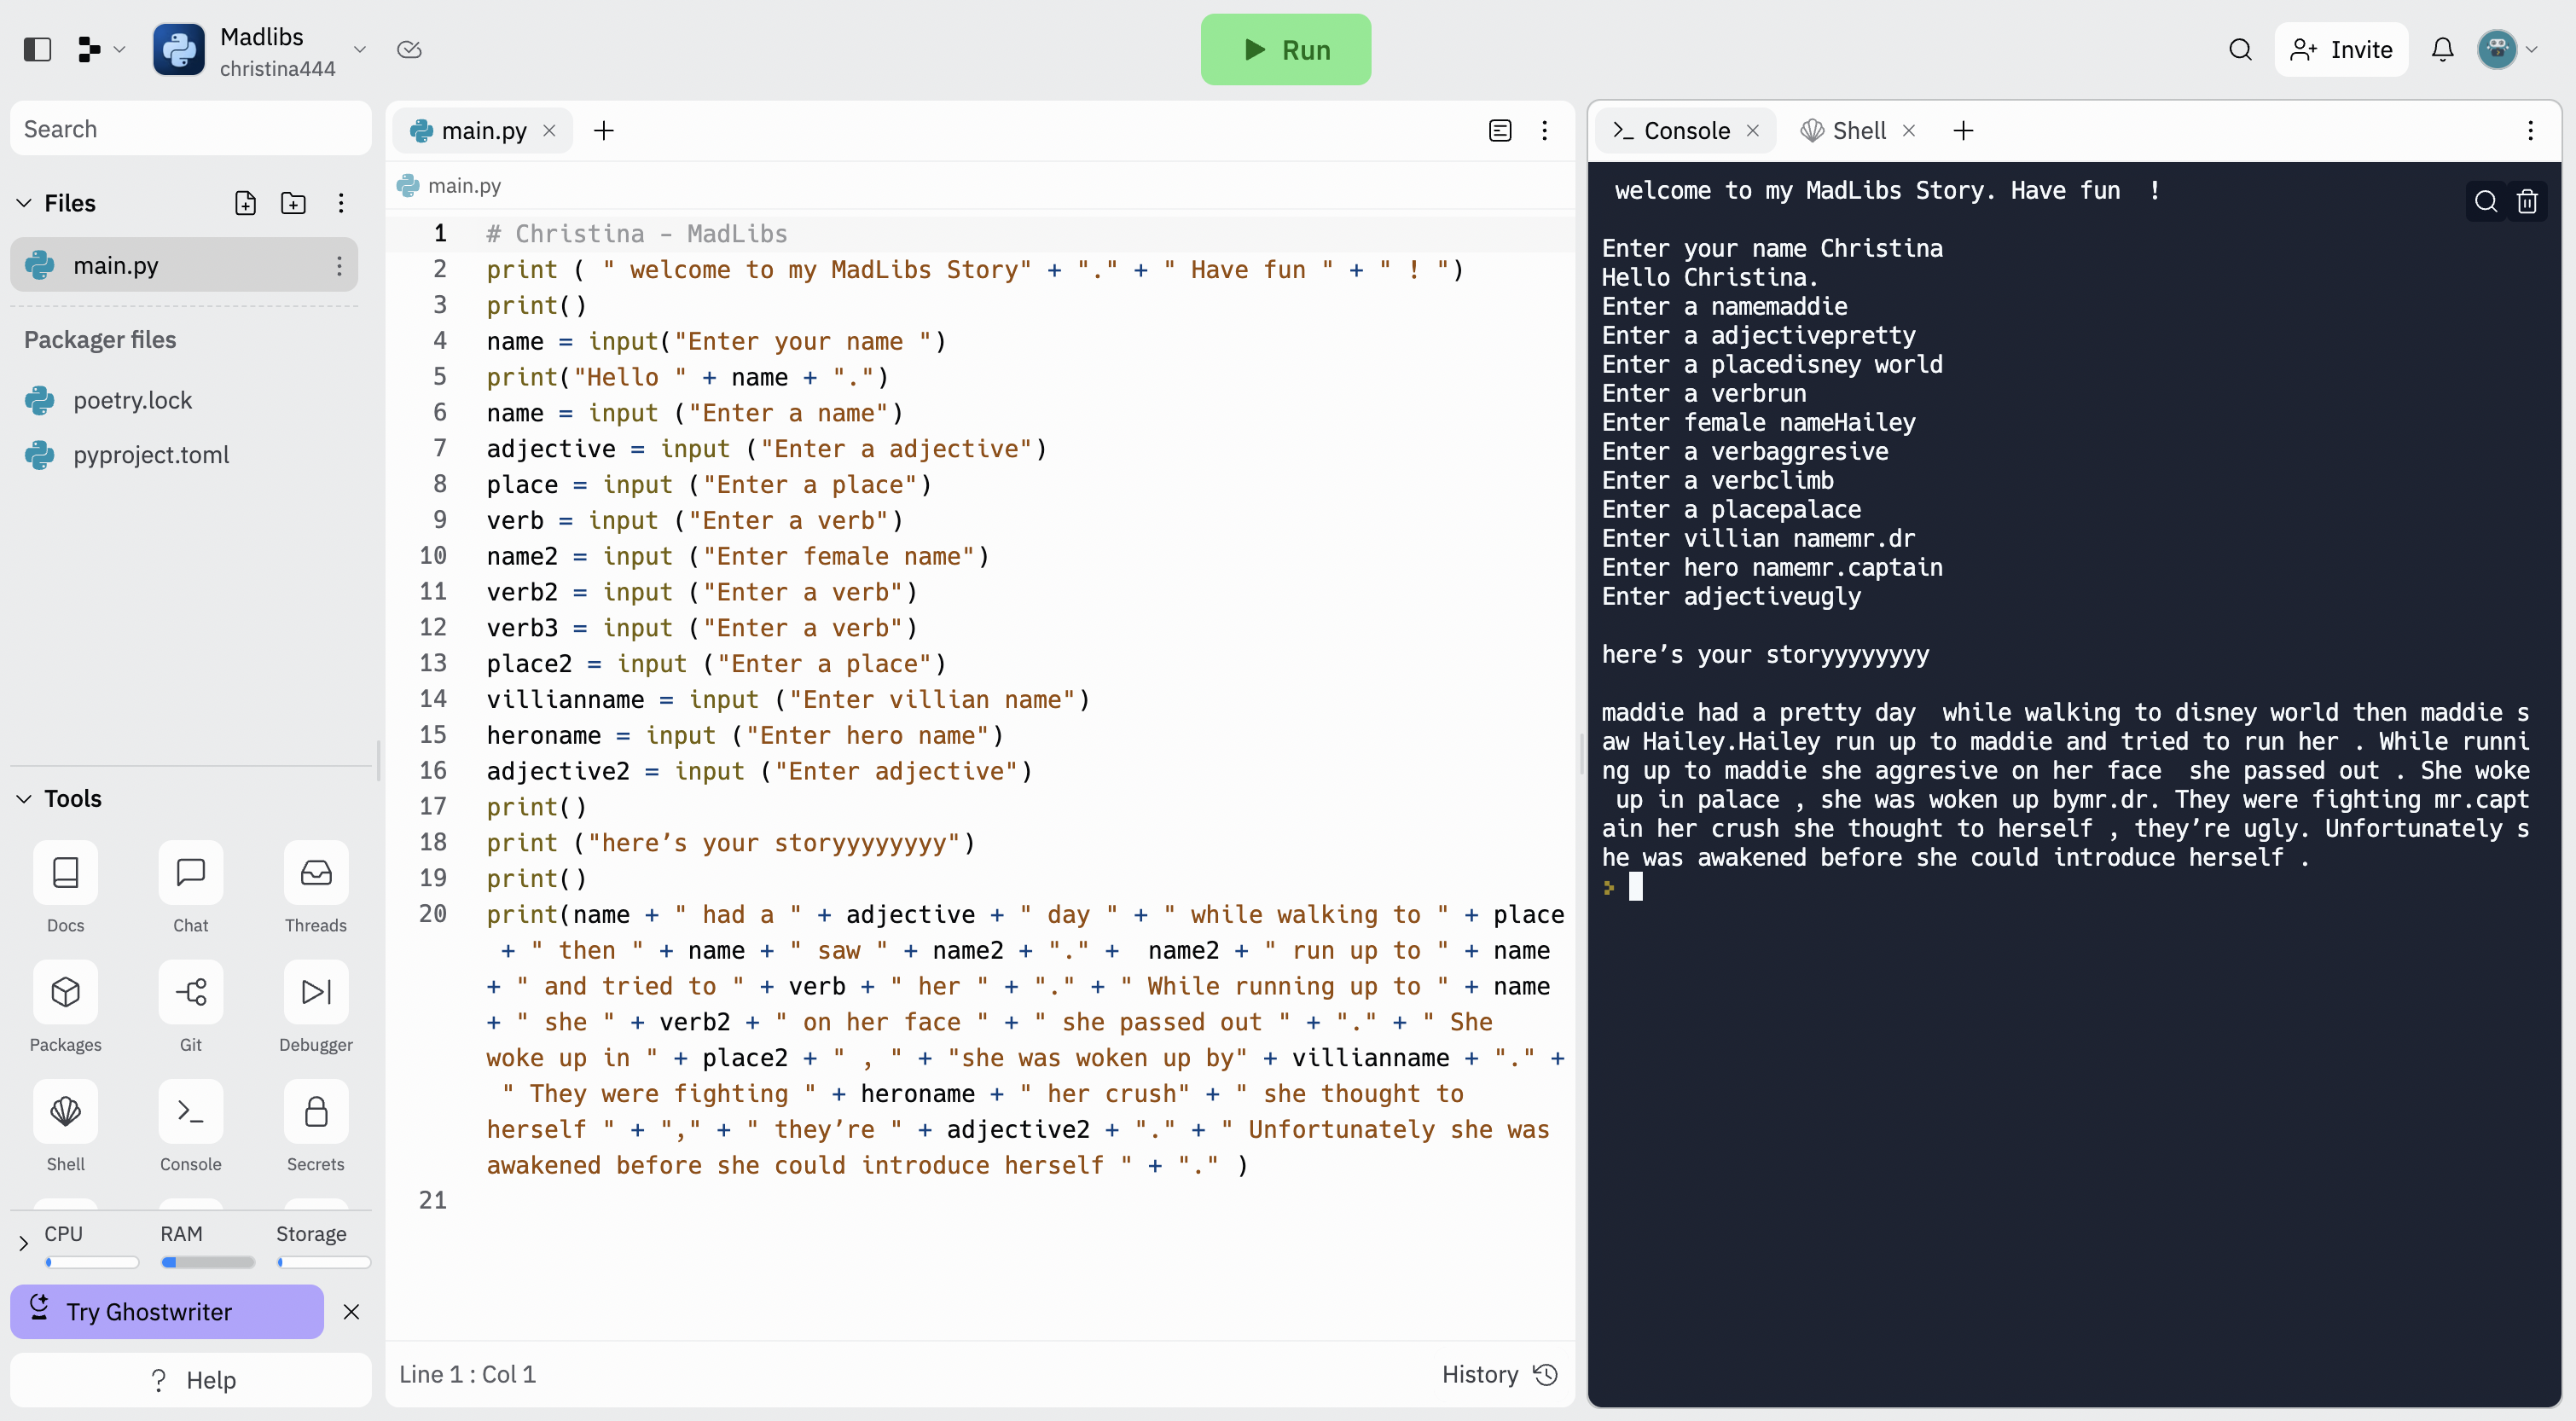 Madlibs
christina444
Run
Invite
Search
Files
main.py
Packager files
poetry.lock
pyproject.toml
Tools
Docs
Chat
Threads
Packages
Git
Debugger
Shell
Console
Secrets
CPU
RAM
Storage
Try Ghostwriter
? Help
main.py
main.py
1 # Christina - MadLibs
2 print ( " welcome to my MadLibs Story" + "." + " Have fun " + " ! ")
3 print()
4 name = input("Enter your name ")
5 print("Hello " + name + ".")
6 name = input ("Enter a name")
7 adjective = input ("Enter a adjective")
8 place = input ("Enter a place")
9 verb = input ("Enter a verb")
10 name2 = input ("Enter female name")
11 verb2 = input ("Enter a verb")
12 verb3 = input ("Enter a verb")
13 place2 = input ("Enter a place")
14 villianname = input ("Enter villian name")
15 heroname = input ("Enter hero name")
16 adjective2 = input ("Enter adjective")
17 print()
18 print ("here’s your storyyyyyyyy")
19 print()
20 print(name + " had a " + adjective + " day " + " while walking to " + place
+ " then " + name + " saw " + name2 + "." +  name2 + " run up to " + name
+ " and tried to " + verb + " her " + "." + " While running up to " + name
+ " she " + verb2 + " on her face " + " she passed out " + "." + " She
woke up in " + place2 + " , " + "she was woken up by" + villianname + "." +
" They were fighting " + heroname + " her crush" + " she thought to
herself " + "," + " they’re " + adjective2 + "." + " Unfortunately she was
awakened before she could introduce herself " + "." )
21
Line 1 : Col 1
History
Console
Shell
welcome to my MadLibs Story. Have fun  !
Enter your name Christina
Hello Christina.
Enter a namemaddie
Enter a adjectivepretty
Enter a placedisney world
Enter a verbrun
Enter female nameHailey
Enter a verbaggresive
Enter a verbclimb
Enter a placepalace
Enter villian namemr.dr
Enter hero namemr.captain
Enter adjectiveugly
here’s your storyyyyyyyy
maddie had a pretty day  while walking to disney world then maddie s
aw Hailey.Hailey run up to maddie and tried to run her . While runni
ng up to maddie she aggresive on her face  she passed out . She woke
up in palace , she was woken up bymr.dr. They were fighting mr.capt
ain her crush she thought to herself , they’re ugly. Unfortunately s
he was awakened before she could introduce herself .